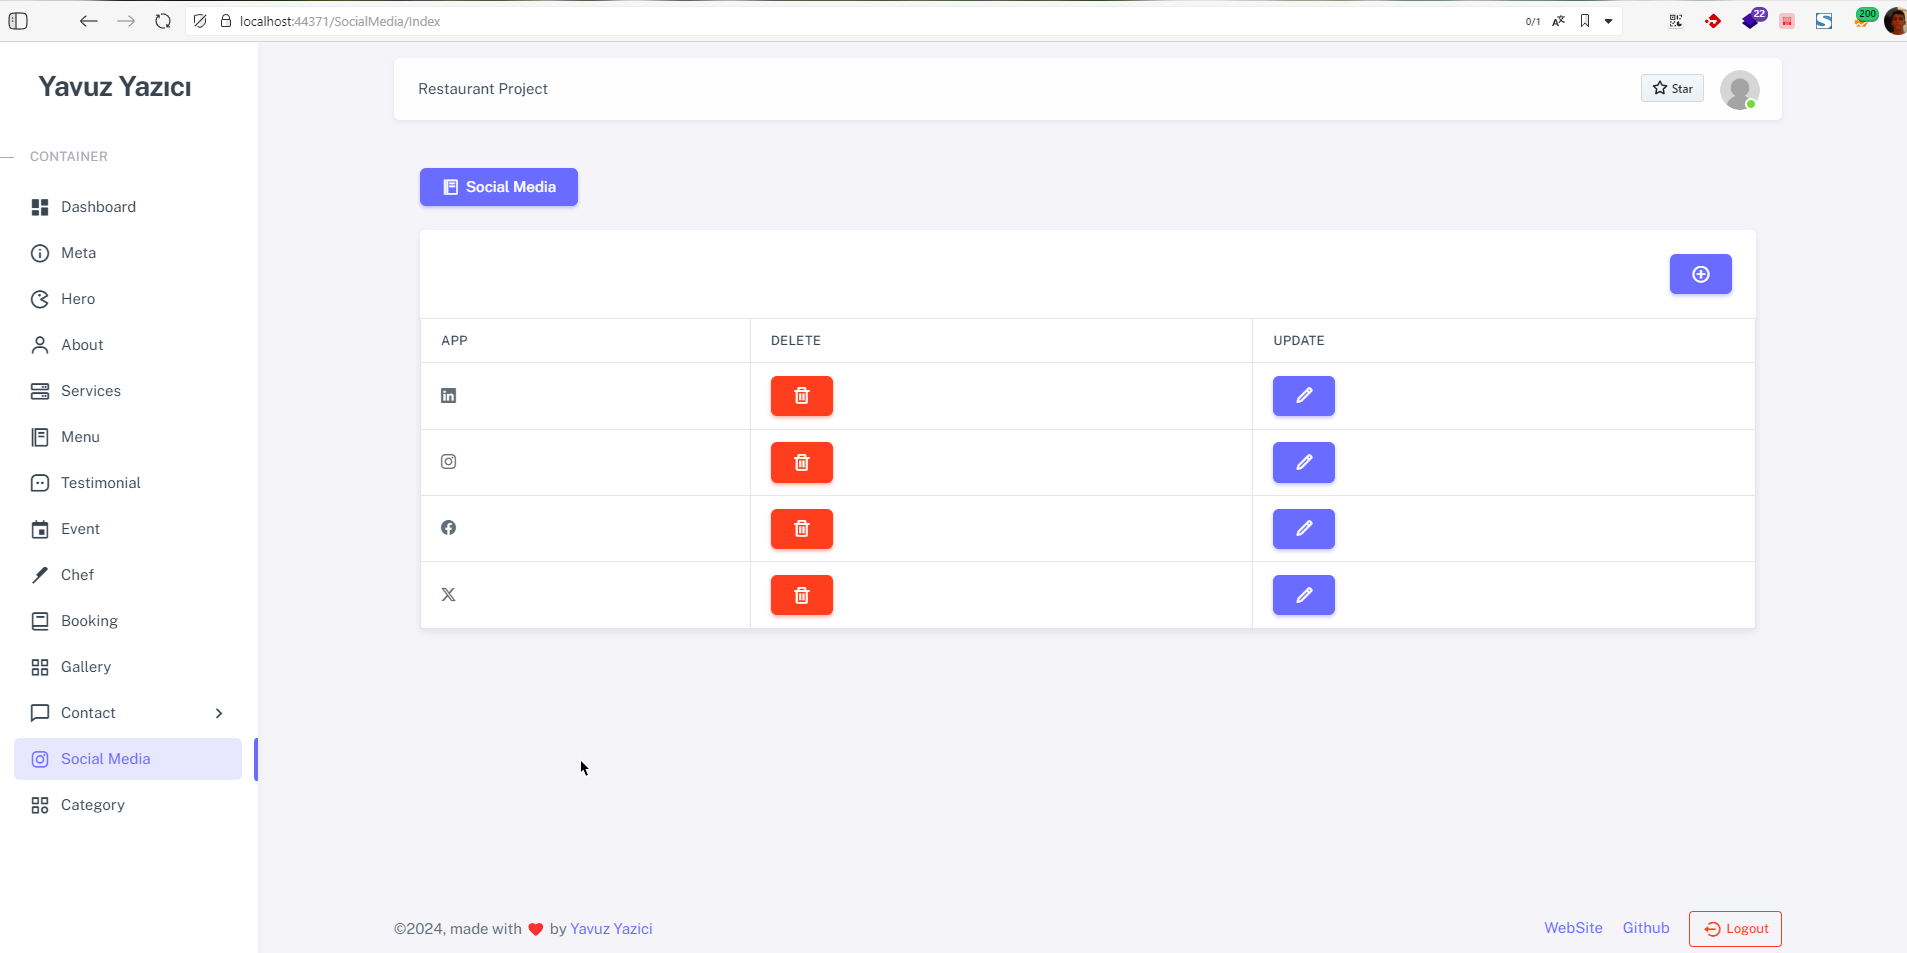 localhost:44371/SocialMedia/Index
0/1
22
200
Yavuz Yazıcı
CONTAINER
Dashboard
Meta
Hero
About
Services
Menu
Testimonial
Event
Chef
Booking
Gallery
Contact
Social Media
Category
Restaurant Project
Star
Social Media
APP DELETE UPDATE
©2024, made with ❤ by Yavuz Yazici
WebSite Github Logout